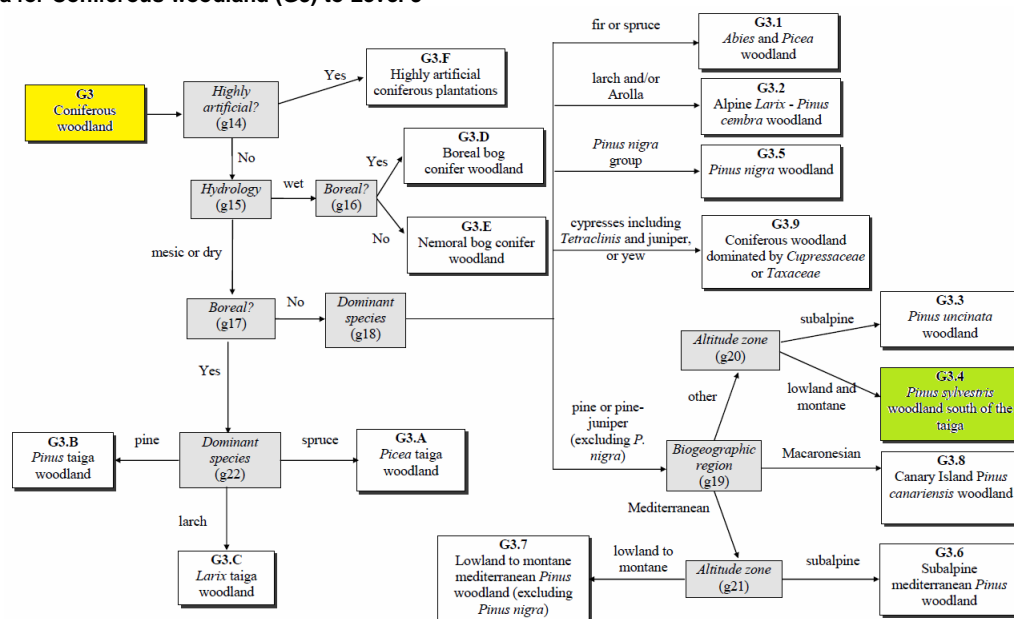 G3
Coniferous
woodland
Highly
artificial?
(g14)
Yes
G3.F
Highly artificial
coniferous plantations
No
Hydrology
(g15)
wet
Boreal?
(g16)
Yes
G3.D
Boreal bog
conifer woodland
No
G3.E
Nemoral bog conifer
woodland
mesic or dry
Boreal?
(g17)
No
Dominant
species
(g18)
Yes
Dominant
species
(g22)
pine
G3.B
Pinus taiga
woodland
spruce
G3.A
Picea taiga
woodland
larch
G3.C
Larix taiga
woodland
fir or spruce
G3.1
Abies and Picea
woodland
larch and/or
Arolla
G3.2
Alpine Larix - Pinus
cembra woodland
Pinus nigra
group
G3.5
Pinus nigra woodland
cypresses including
Tetraclinis and juniper,
or yew
G3.9
Coniferous woodland
dominated by Cupressaceae
or Taxaceae
pine or pine-
juniper
(excluding P.
nigra)
Biogeographic
region
(g19)
other
Altitude zone
(g20)
subalpine
G3.3
Pinus uncinata
woodland
lowland and
montane
G3.4
Pinus sylvestris
woodland south of the
taiga
Macaronesian
G3.8
Canary Island Pinus
canariensis woodland
Mediterranean
Altitude zone
(g21)
lowland to
montane
G3.7
Lowland to montane
mediterranean Pinus
woodland (excluding
Pinus nigra)
subalpine
G3.6
Subalpine
mediterranean Pinus
woodland